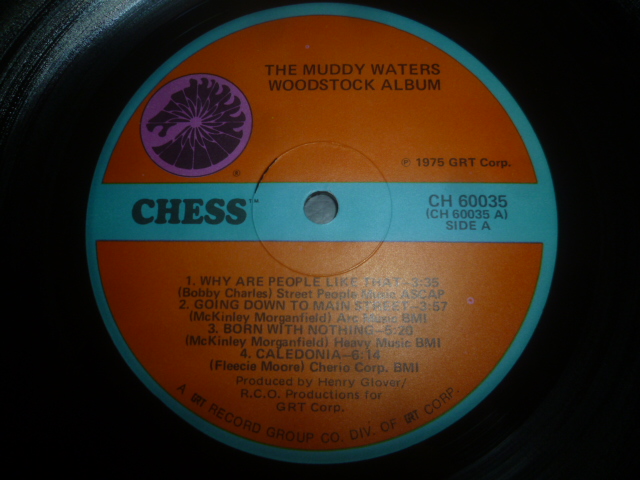 THE MUDDY WATERS
WOODSTOCK ALBUM
®
℗ 1975 GRT Corp.
CHESS™
CH 60035
(CH 60035 A)
SIDE A
1. WHY ARE PEOPLE LIKE THAT—3:35
(Bobby Charles) Street People Music ASCAP
2. GOING DOWN TO MAIN STREET—3:57
(McKinley Morganfield) Arc Music BMI
3. BORN WITH NOTHING—5:20
(McKinley Morganfield) Heavy Music BMI
4. CALEDONIA—6:14
(Fleecie Moore) Cherio Corp. BMI
Produced by Henry Glover/
R.C.O. Productions for
GRT Corp.
A GRT RECORD GROUP CO. DIV. OF GRT CORP